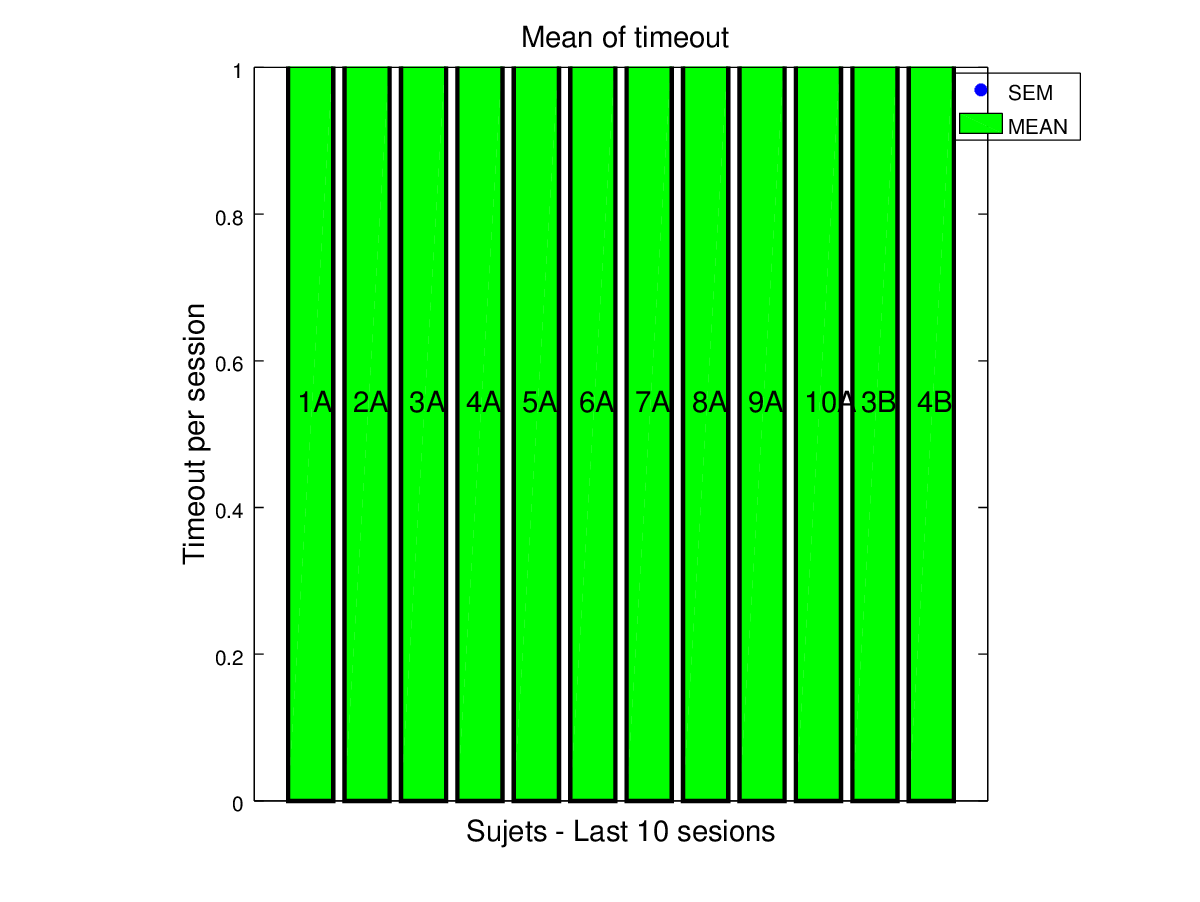 Mean of timeout
1
0.8
0.6
0.4
0.2
0
Timeout per session
SEM
MEAN
1A 2A 3A 4A 5A 6A 7A 8A 9A 10A 3B 4B
Sujets - Last 10 sesions